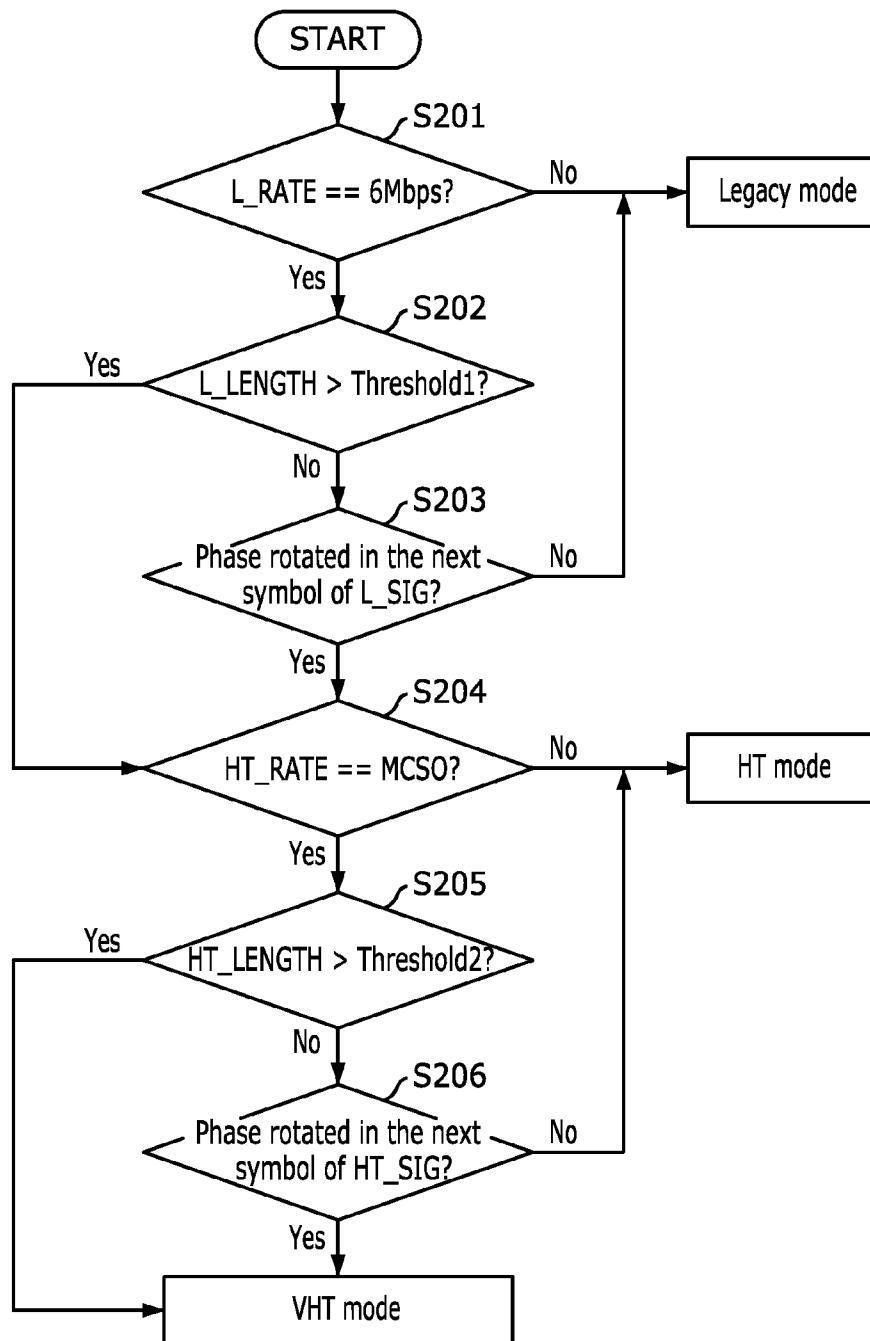 START
S201
L_RATE == 6Mbps?
No
Legacy mode
Yes
S202
Yes
L_LENGTH > Threshold1?
No
S203
Phase rotated in the next
symbol of L_SIG?
No
Yes
S204
HT_RATE == MCSO?
No
HT mode
Yes
S205
Yes
HT_LENGTH > Threshold2?
No
S206
Phase rotated in the next
symbol of HT_SIG?
No
Yes
VHT mode